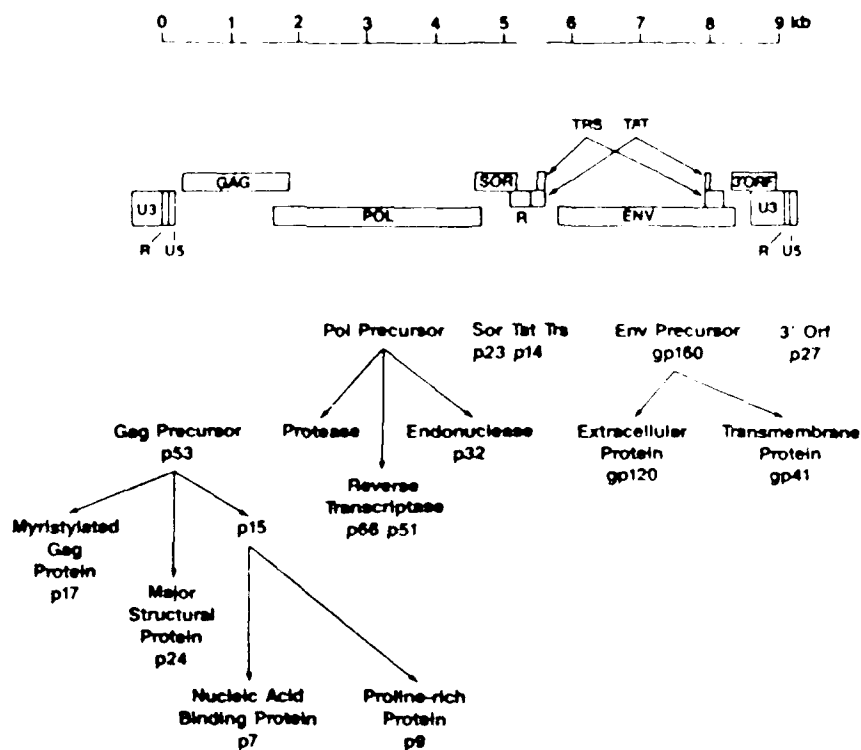 0 1 2 3 4 5 6 7 8 9 kb
TRS TAT
GAG SOR 3'ORF
U3 POL R ENV U3
R U5 R U5
Pol Precursor Sor Tat Trs Env Precursor 3' Orf
p23 p14 gp160 p27
Gag Precursor Protease Endonuclease Extracellular Transmembrane
p53 p32 Protein Protein
gp120 gp41
Reverse
Transcriptase
p66 p51
Myristylated p15
Gag
Protein
p17
Major
Structural
Protein
p24
Nucleic Acid Proline-rich
Binding Protein Protein
p7 p9